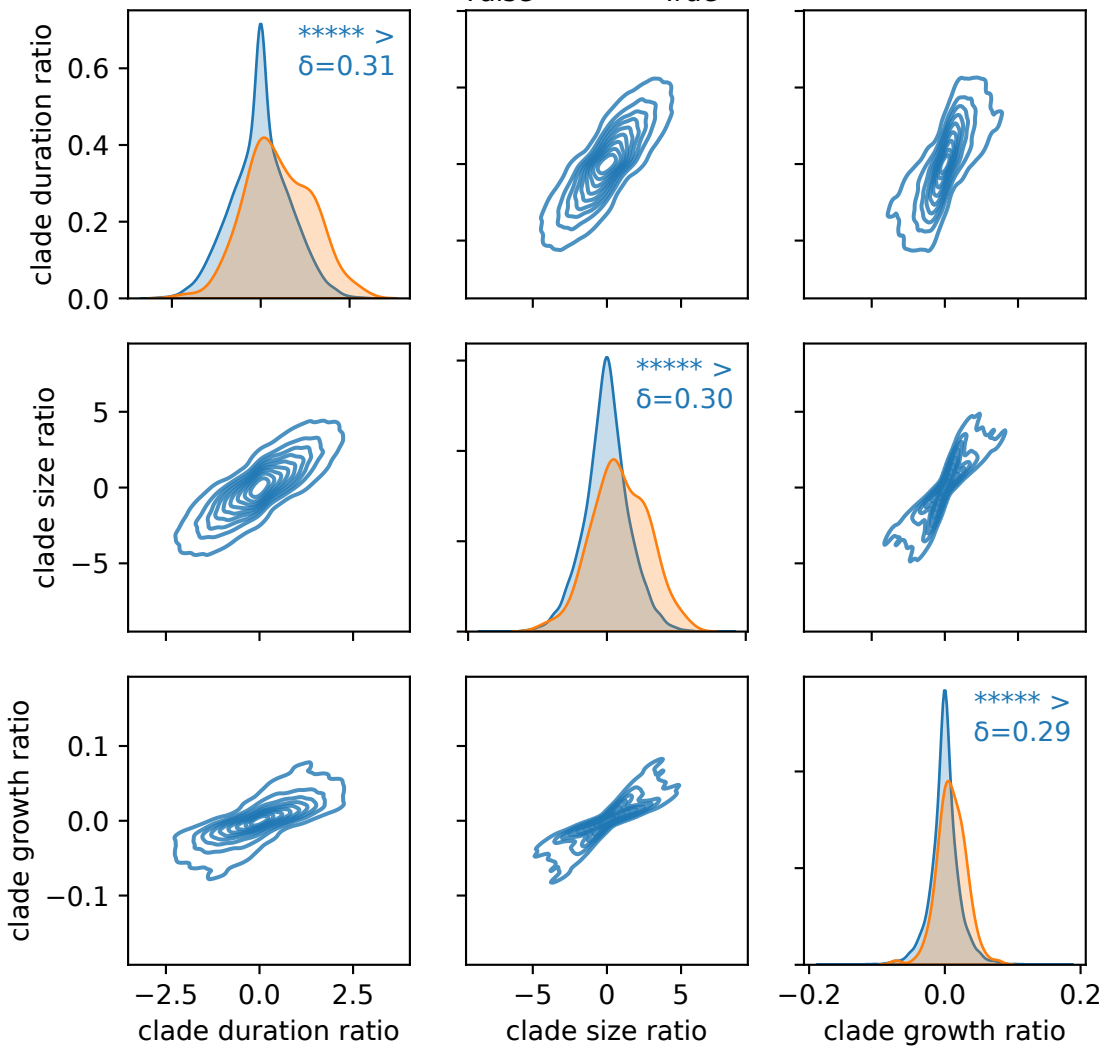 ***** >
δ=0.31
clade duration ratio
0.6
0.4
0.2
0.0
***** >
δ=0.30
clade size ratio
5
0
−5
***** >
δ=0.29
clade growth ratio
0.1
0.0
−0.1
−2.5 0.0 2.5
−5 0 5
−0.2 0.0 0.2
clade duration ratio
clade size ratio
clade growth ratio